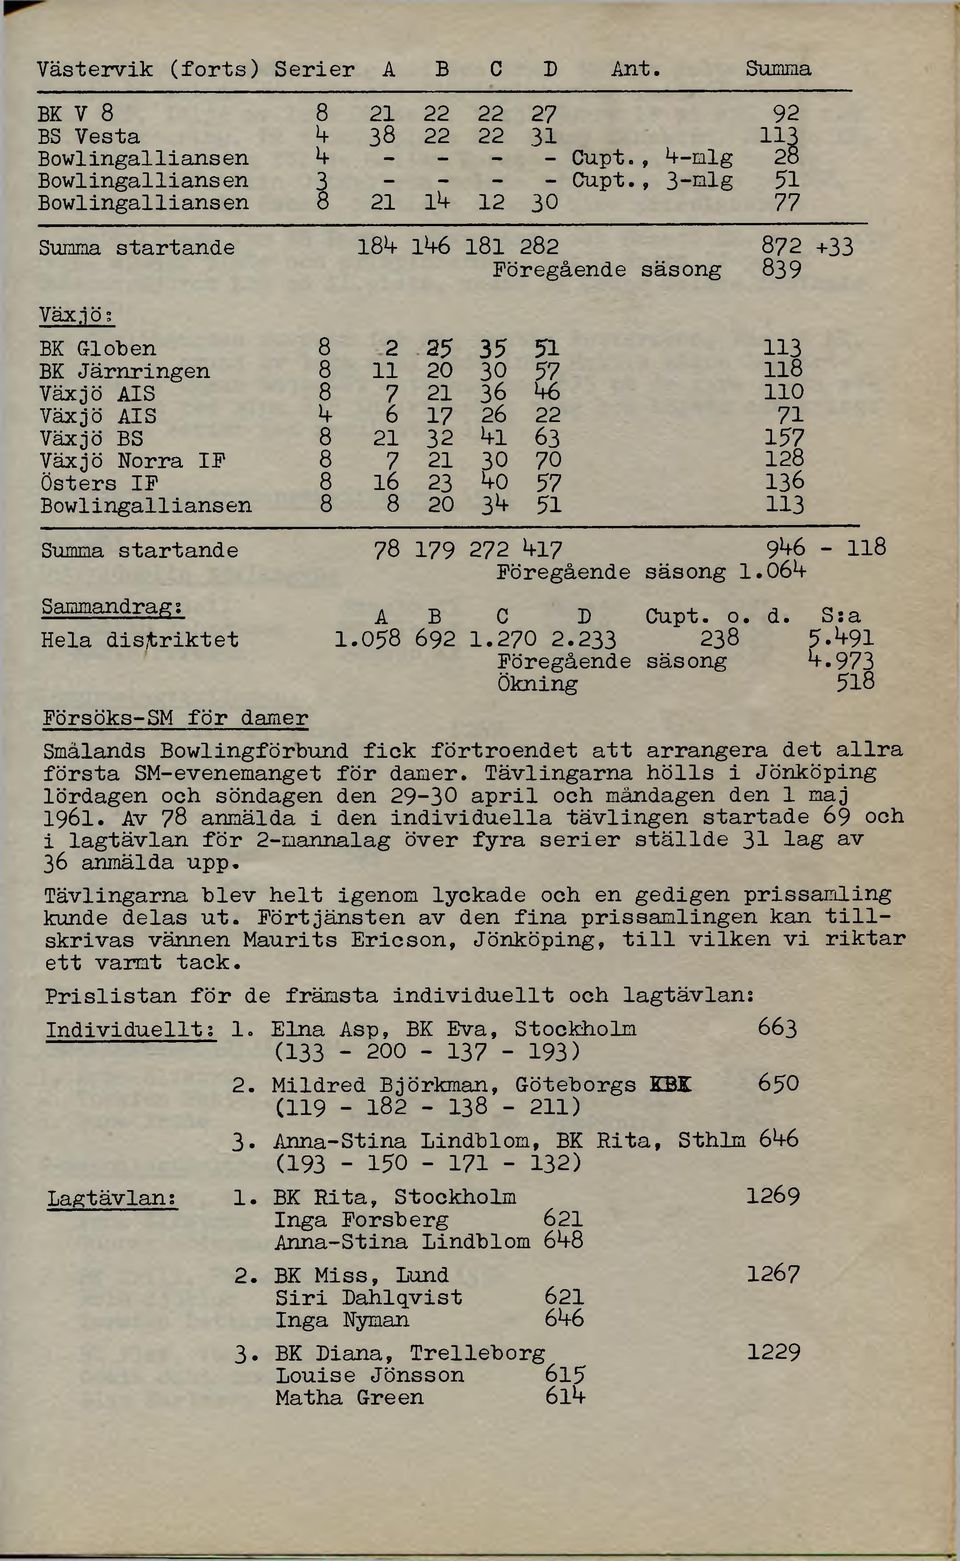 Västervik (forts) Serier A B C D Ant. Summa
BK V 8 8 21 22 22 27 92
BS Vesta 4 38 22 22 31 113
Bowlingalliansen 4 - - - - Cupt., 4-mlg 28
Bowlingalliansen 3 - - - - Cupt., 3-mlg 51
Bowlingalliansen 8 21 14 12 30 77
Summa startande 184 146 181 282 872 +33
Föregående säsong 839
Växjö:
BK Globen 8 2 25 35 51 113
BK Järnringen 8 11 20 30 57 118
Växjö AIS 8 7 21 36 46 110
Växjö AIS 4 6 17 26 22 71
Växjö BS 8 21 32 41 63 157
Växjö Norra IF 8 7 21 30 70 128
Östers IF 8 16 23 40 57 136
Bowlingalliansen 8 8 20 34 51 113
Summa startande 78 179 272 417 946 - 118
Föregående säsong 1.064
Sammandrag: A B C D Cupt. o. d. S:a
Hela distriktet 1.058 692 1.270 2.233 238 5.491
Föregående säsong 4.973
Ökning 518
Försöks-SM för damer
Smålands Bowlingförbund fick förtroendet att arrangera det allra
första SM-evenemanget för damer. Tävlingarna hölls i Jönköping
lördagen och söndagen den 29-30 april och måndagen den 1 maj
1961. Av 78 anmälda i den individuella tävlingen startade 69 och
i lagtävlan för 2-mannalag över fyra serier ställde 31 lag av
36 anmälda upp.
Tävlingarna blev helt igenom lyckade och en gedigen prissamling
kunde delas ut. Förtjänsten av den fina prissamlingen kan till-
skrivas vännen Maurits Ericson, Jönköping, till vilken vi riktar
ett varmt tack.
Prislistan för de främsta individuellt och lagtävlan:
Individuellt: 1. Elna Asp, BK Eva, Stockholm 663
(133 - 200 - 137 - 193)
2. Mildred Björkman, Göteborgs KBK 650
(119 - 182 - 138 - 211)
3. Anna-Stina Lindblom, BK Rita, Sthlm 646
(193 - 150 - 171 - 132)
Lagtävlan: 1. BK Rita, Stockholm 1269
Inga Forsberg 621
Anna-Stina Lindblom 648
2. BK Miss, Lund 1267
Siri Dahlqvist 621
Inga Nyman 646
3. BK Diana, Trelleborg 1229
Louise Jönsson 615
Matha Green 614